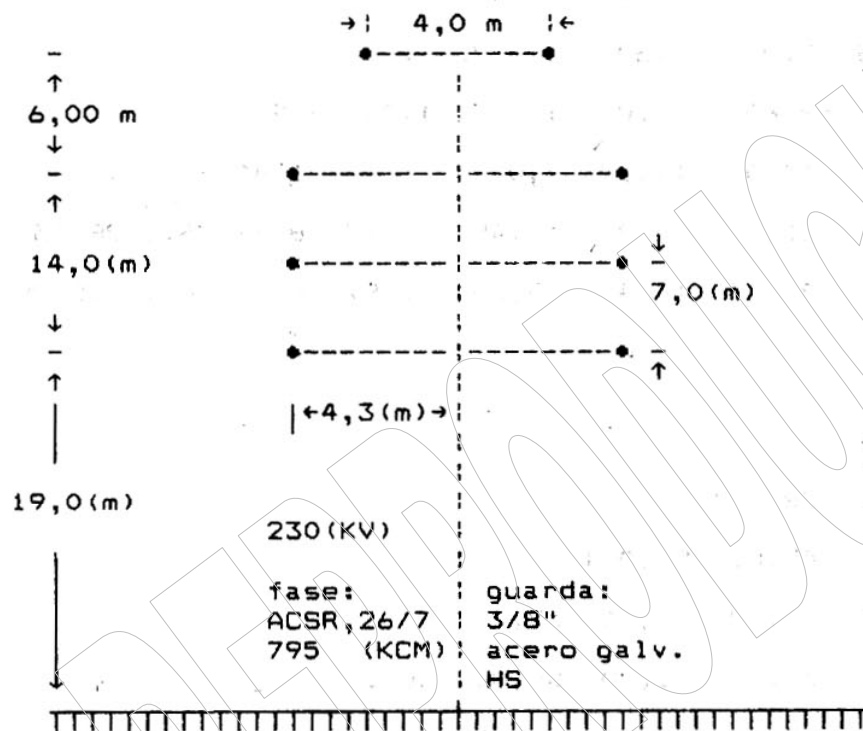 4,0 m
6,00 m
14,0(m)
7,0(m)
4,3(m)
19,0(m)
230(KV)
fase:
ACSR,26/7
795 (KCM)
guarda:
3/8"
acero galv.
HS